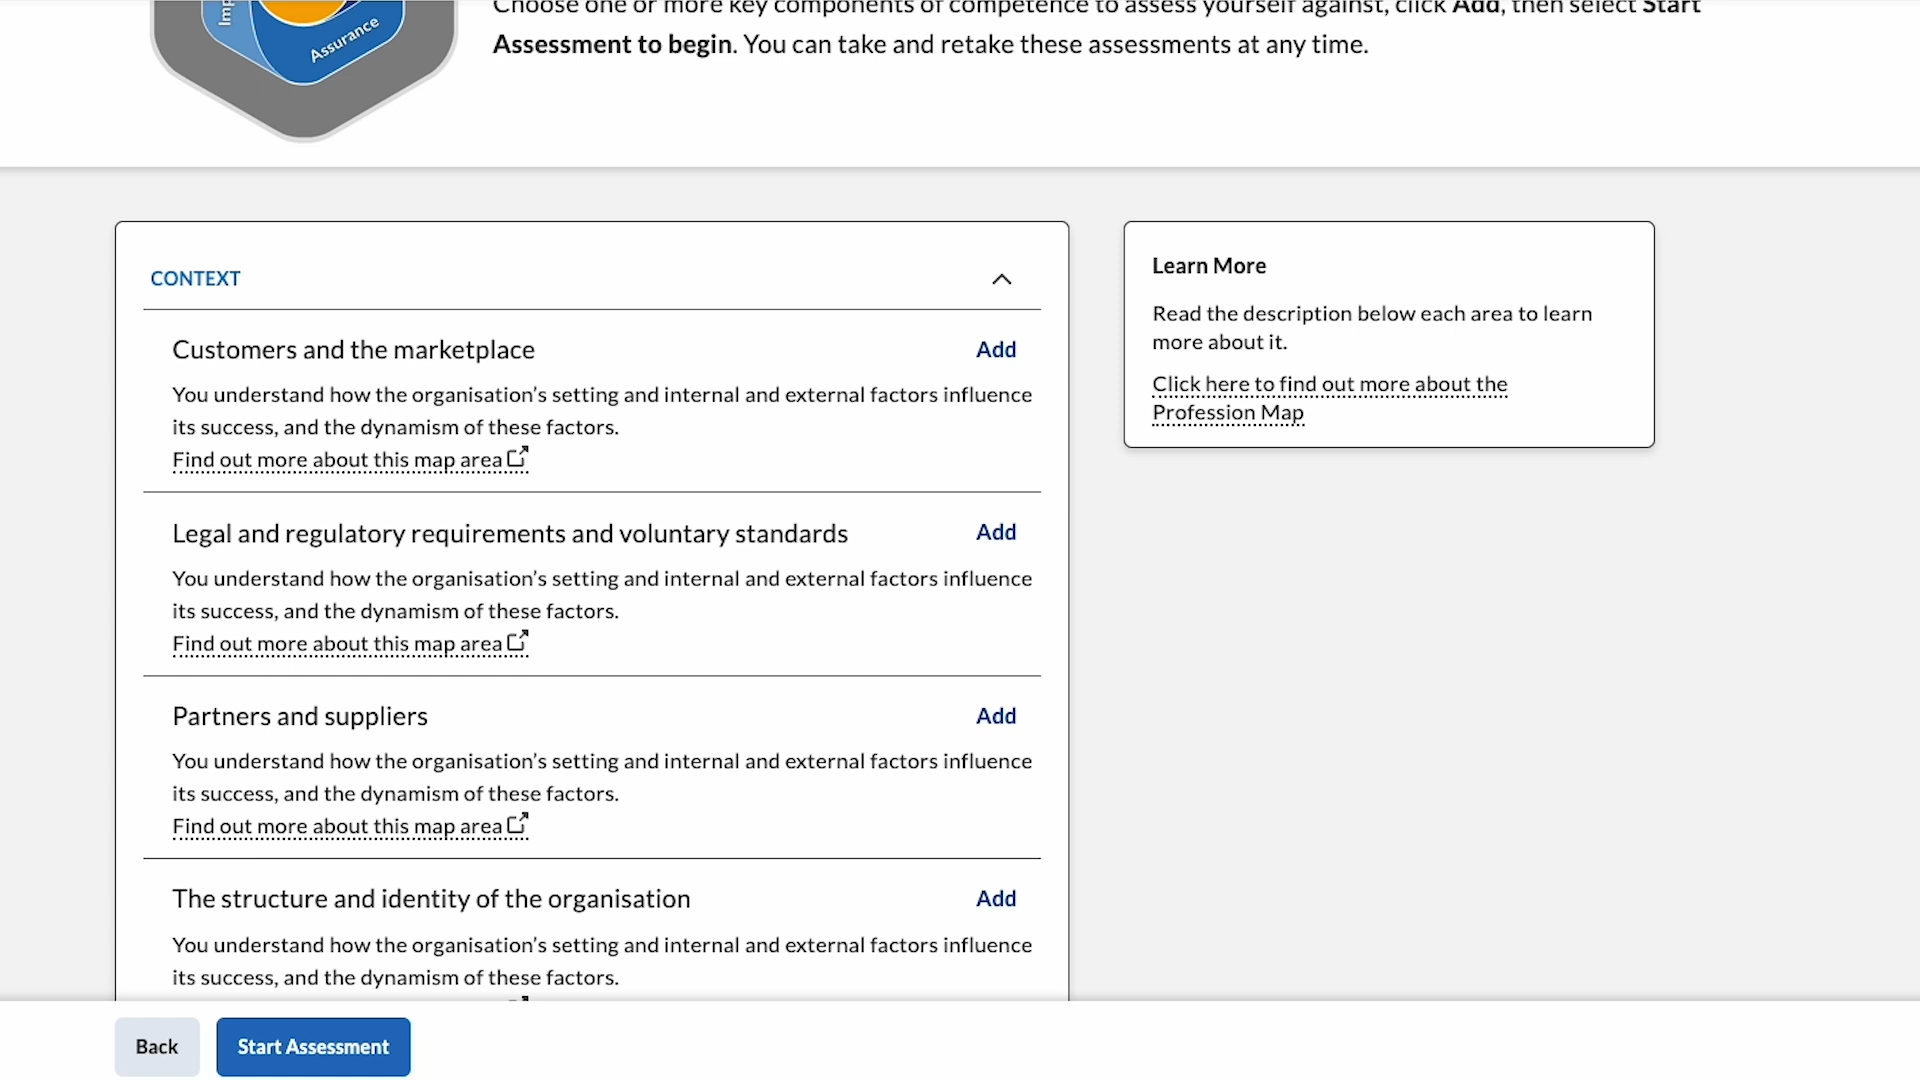 Choose one or more key components of competence to assess yourself against, click Add, then select Start
Assessment to begin. You can take and retake these assessments at any time.
Assurance
CONTEXT
Customers and the marketplace
Add
You understand how the organisation’s setting and internal and external factors influence
its success, and the dynamism of these factors.
Find out more about this map area
Legal and regulatory requirements and voluntary standards
Add
You understand how the organisation’s setting and internal and external factors influence
its success, and the dynamism of these factors.
Find out more about this map area
Partners and suppliers
Add
You understand how the organisation’s setting and internal and external factors influence
its success, and the dynamism of these factors.
Find out more about this map area
The structure and identity of the organisation
Add
You understand how the organisation’s setting and internal and external factors influence
its success, and the dynamism of these factors.
Learn More
Read the description below each area to learn
more about it.
Click here to find out more about the
Profession Map
Back
Start Assessment